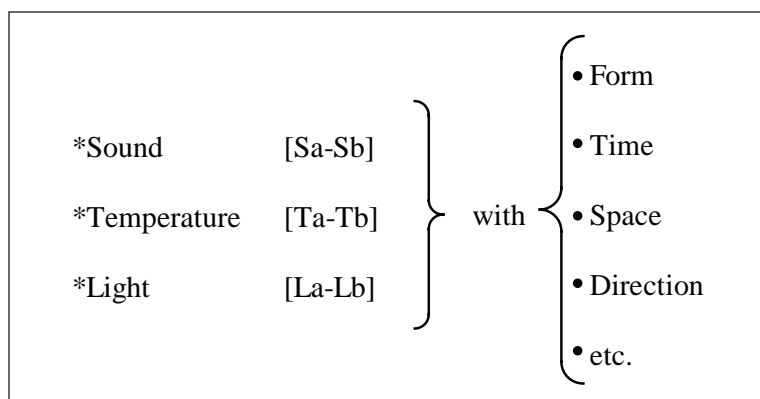 • Form
*Sound [Sa-Sb]
• Time
*Temperature [Ta-Tb]
with
• Space
*Light [La-Lb]
• Direction
• etc.